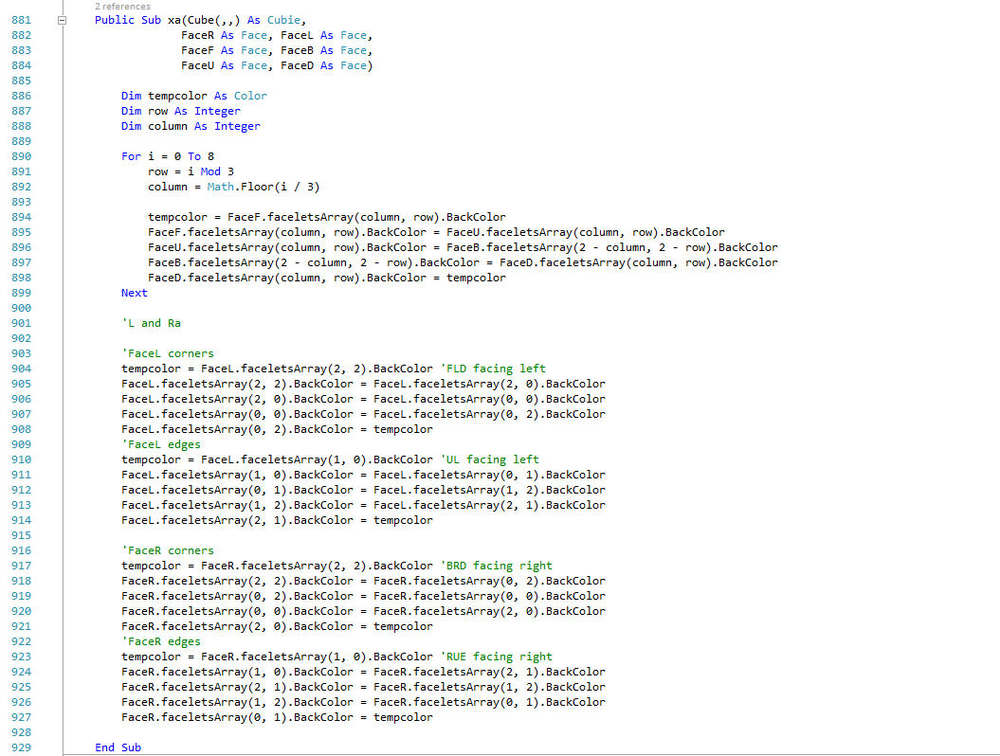 2 references
881 Public Sub xa(Cube(,,) As Cubie,
882 FaceR As Face, FaceL As Face,
883 FaceF As Face, FaceB As Face,
884 FaceU As Face, FaceD As Face)
885
886 Dim tempcolor As Color
887 Dim row As Integer
888 Dim column As Integer
889
890 For i = 0 To 8
891 row = i Mod 3
892 column = Math.Floor(i / 3)
893
894 tempcolor = FaceF.faceletsArray(column, row).BackColor
895 FaceF.faceletsArray(column, row).BackColor = FaceU.faceletsArray(column, row).BackColor
896 FaceU.faceletsArray(column, row).BackColor = FaceB.faceletsArray(2 - column, 2 - row).BackColor
897 FaceB.faceletsArray(2 - column, 2 - row).BackColor = FaceD.faceletsArray(column, row).BackColor
898 FaceD.faceletsArray(column, row).BackColor = tempcolor
899 Next
900
901 'L and Ra
902
903 'FaceL corners
904 tempcolor = FaceL.faceletsArray(2, 2).BackColor 'FLD facing left
905 FaceL.faceletsArray(2, 2).BackColor = FaceL.faceletsArray(2, 0).BackColor
906 FaceL.faceletsArray(2, 0).BackColor = FaceL.faceletsArray(0, 0).BackColor
907 FaceL.faceletsArray(0, 0).BackColor = FaceL.faceletsArray(0, 2).BackColor
908 FaceL.faceletsArray(0, 2).BackColor = tempcolor
909 'FaceL edges
910 tempcolor = FaceL.faceletsArray(1, 0).BackColor 'UL facing left
911 FaceL.faceletsArray(1, 0).BackColor = FaceL.faceletsArray(0, 1).BackColor
912 FaceL.faceletsArray(0, 1).BackColor = FaceL.faceletsArray(1, 2).BackColor
913 FaceL.faceletsArray(1, 2).BackColor = FaceL.faceletsArray(2, 1).BackColor
914 FaceL.faceletsArray(2, 1).BackColor = tempcolor
915
916 'FaceR corners
917 tempcolor = FaceR.faceletsArray(2, 2).BackColor 'BRD facing right
918 FaceR.faceletsArray(2, 2).BackColor = FaceR.faceletsArray(0, 2).BackColor
919 FaceR.faceletsArray(0, 2).BackColor = FaceR.faceletsArray(0, 0).BackColor
920 FaceR.faceletsArray(0, 0).BackColor = FaceR.faceletsArray(2, 0).BackColor
921 FaceR.faceletsArray(2, 0).BackColor = tempcolor
922 'FaceR edges
923 tempcolor = FaceR.faceletsArray(1, 0).BackColor 'RUE facing right
924 FaceR.faceletsArray(1, 0).BackColor = FaceR.faceletsArray(2, 1).BackColor
925 FaceR.faceletsArray(2, 1).BackColor = FaceR.faceletsArray(1, 2).BackColor
926 FaceR.faceletsArray(1, 2).BackColor = FaceR.faceletsArray(0, 1).BackColor
927 FaceR.faceletsArray(0, 1).BackColor = tempcolor
928
929 End Sub